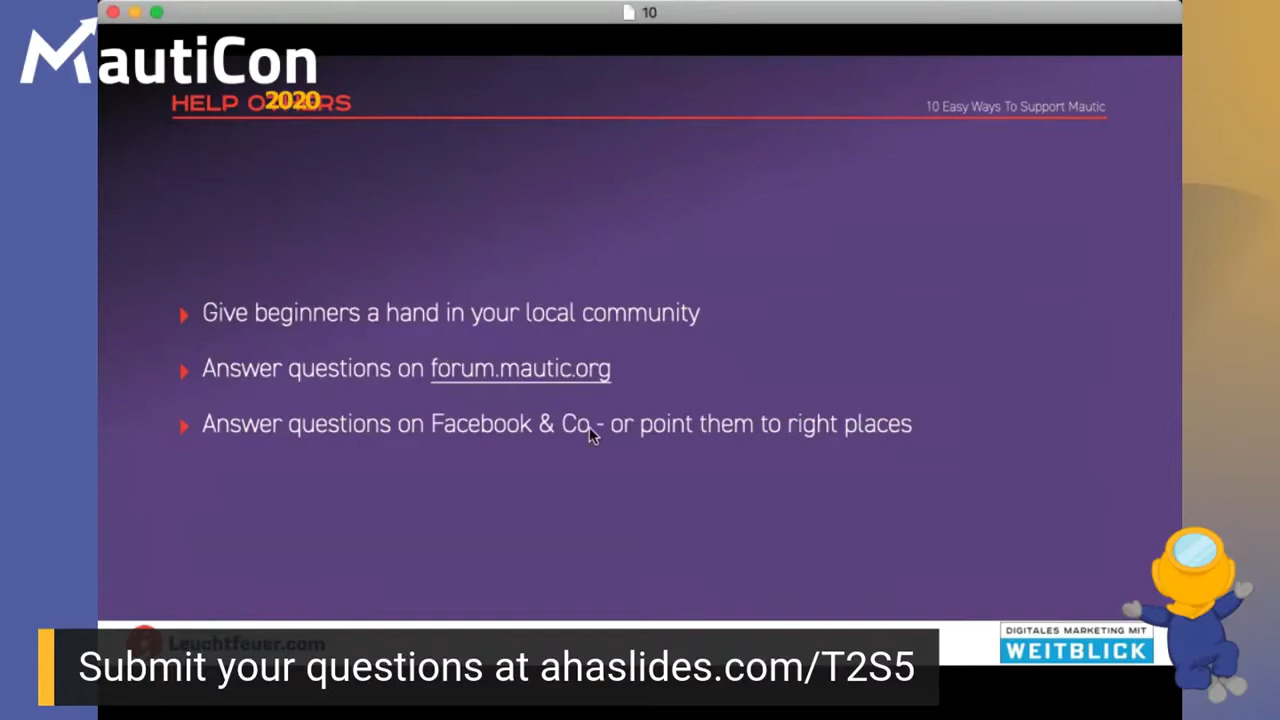 10
MautiCon
2020
HELP OTHERS
10 Easy Ways To Support Mautic
Give beginners a hand in your local community
Answer questions on forum.mautic.org
Answer questions on Facebook & Co - or point them to right places
Leuchtfeuer.com
DIGITALES MARKETING MIT
WEITBLICK
Submit your questions at ahaslides.com/T2S5